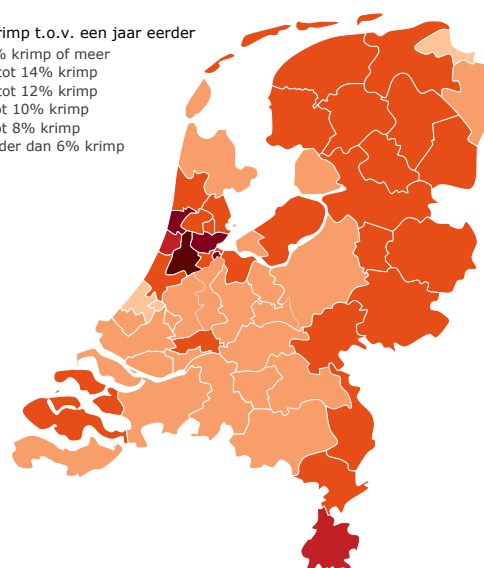 rimp t.o.v. een jaar eerder
% krimp of meer
tot 14% krimp
tot 12% krimp
ot 10% krimp
ot 8% krimp
der dan 6% krimp